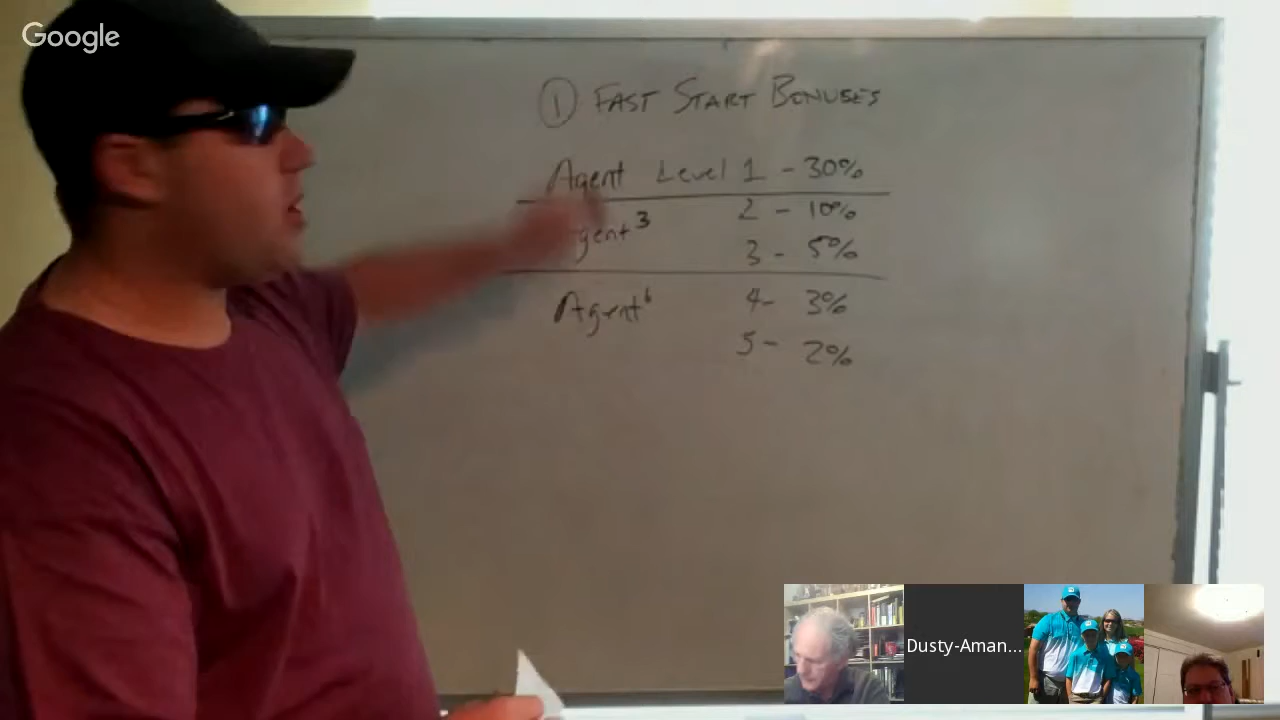 Google
① FAST START BONUSES
Agent Level 1 - 30%
2 - 10%
gent³
3 - 5%
Agent⁶ 4- 3%
5- 2%
Dusty-Aman...